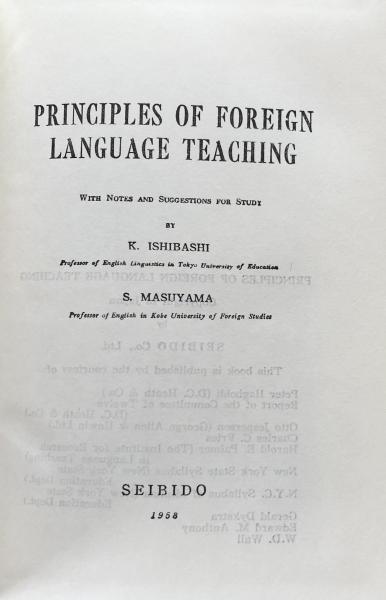 PRINCIPLES OF FOREIGN
LANGUAGE TEACHING
WITH NOTES AND SUGGESTIONS FOR STUDY
BY
K. ISHIBASHI
Professor of English Linguistics in Tokyo University of Education
S. MASUYAMA
Professor of English in Kobe University of Foreign Studies
SEIBIDO
1958